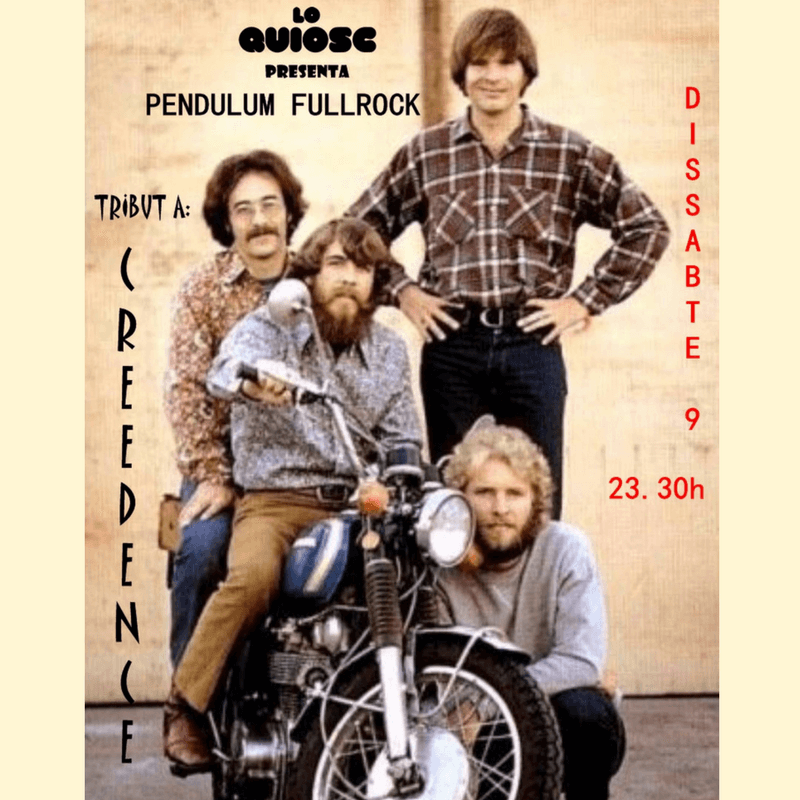 LO
QUIOSC
PRESENTA
PENDULUM FULLROCK
TRIBUT A:
CREEDENCE
DISSABTE 9
23.30h